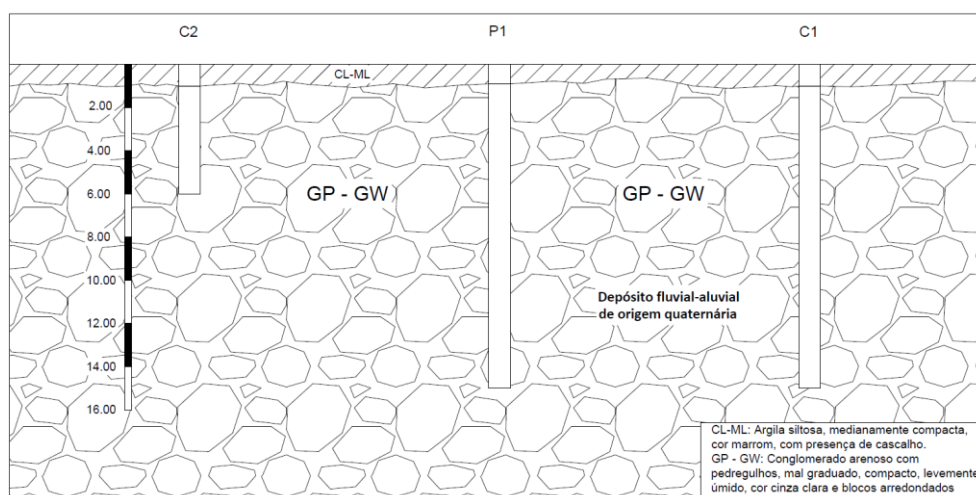 C2 P1 C1
CL-ML
2.00
4.00
6.00
GP - GW GP - GW
8.00
10.00
Depósito fluvial-aluvial
de origem quaternária
12.00
14.00
16.00
CL-ML: Argila siltosa, medianamente compacta,
cor marrom, com presença de cascalho.
GP - GW: Conglomerado arenoso com
pedregulhos, mal graduado, compacto, levemente
úmido, cor cinza clara e blocos arredondados